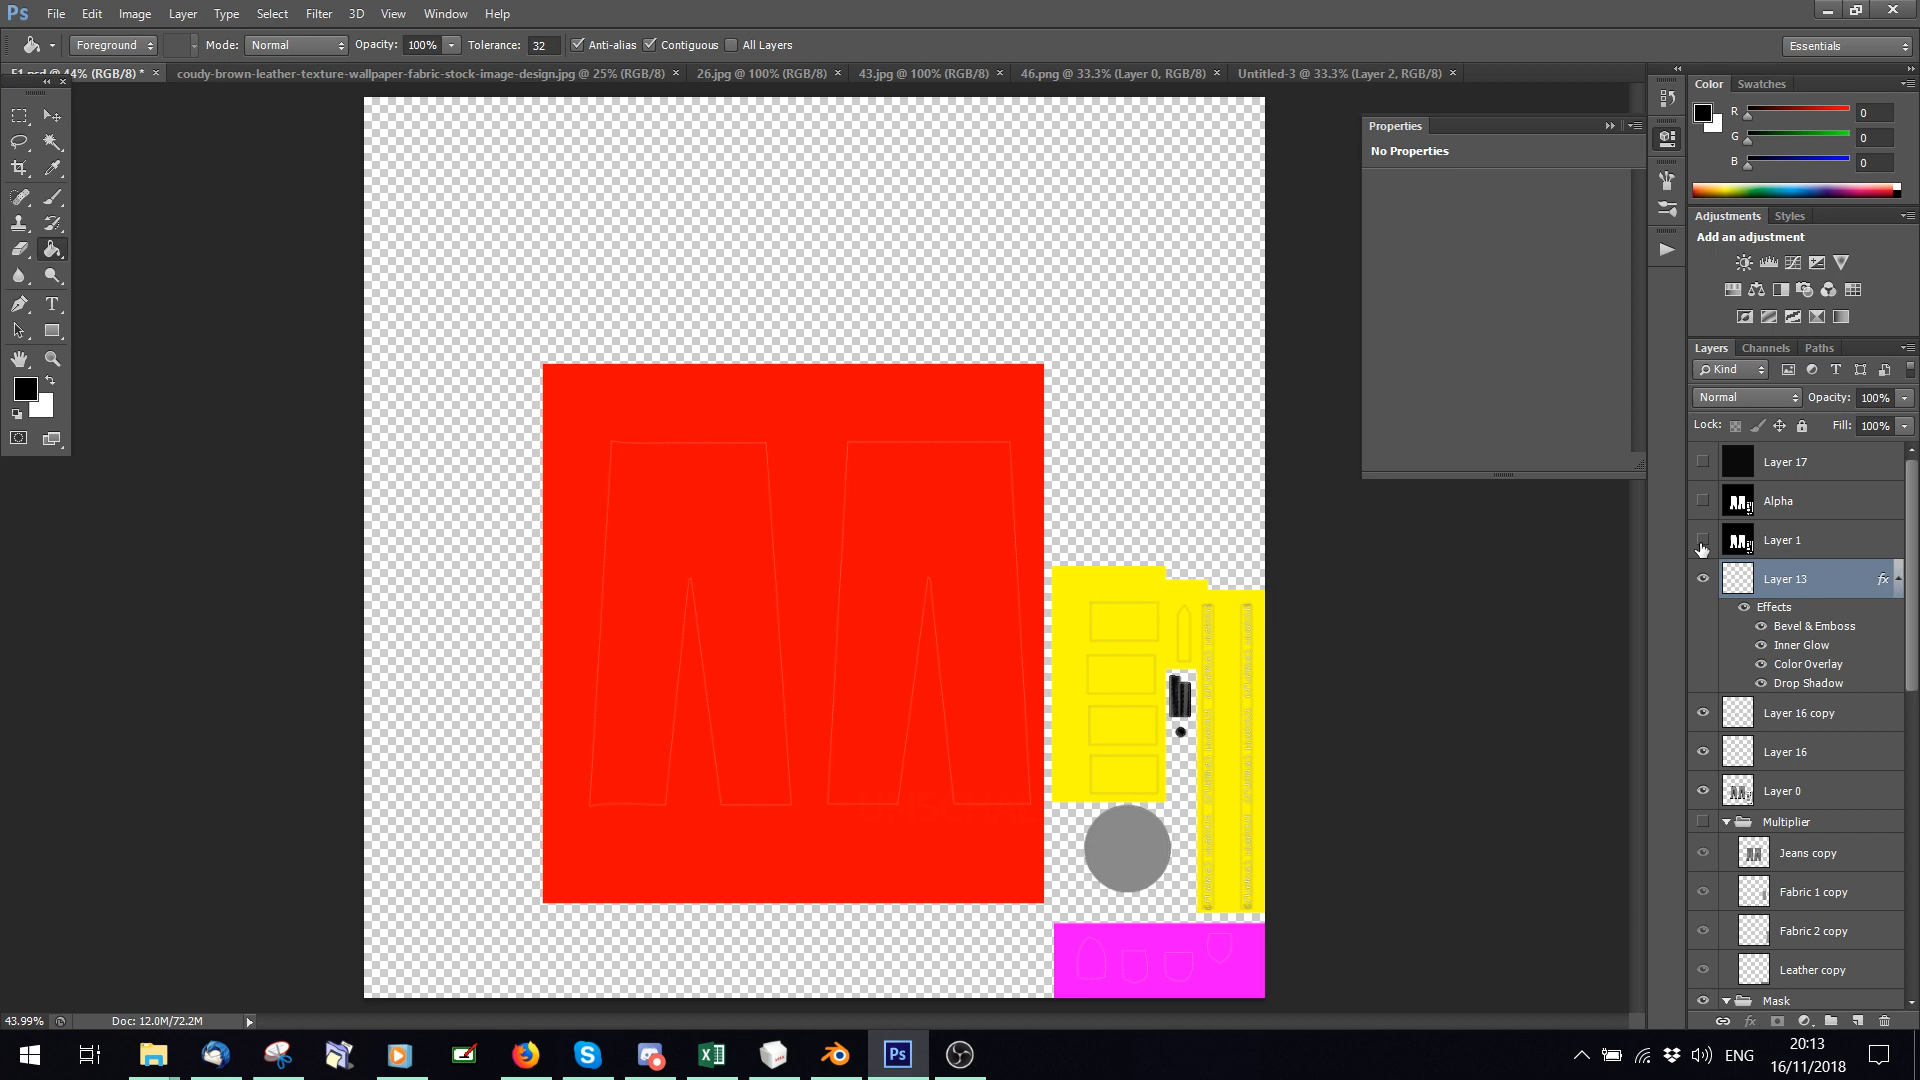 Ps File Edit Image Layer Type Select Filter 3D View Window Help
Foreground Mode: Normal Opacity: 100% Tolerance: 32 Anti-alias Contiguous All Layers Essentials
@ 44% (RGB/8) * × coudy-brown-leather-texture-wallpaper-fabric-stock-image-design.jpg @ 25% (RGB/8) × 26.jpg @ 100% (RGB/8) × 43.jpg @ 100% (RGB/8) × 46.png @ 33.3% (Layer 0, RGB/8) × Untitled-3 @ 33.3% (Layer 2, RGB/8) ×
Color Swatches
R 0
G 0
B 0
Properties
No Properties
Adjustments Styles
Add an adjustment
Layers Channels Paths
Kind
Normal Opacity: 100%
Lock: Fill: 100%
Layer 17
Alpha
Layer 1
Layer 13 fx
Effects
Bevel & Emboss
Inner Glow
Color Overlay
Drop Shadow
Layer 16 copy
Layer 16
Layer 0
Multiplier
Jeans copy
Fabric 1 copy
Fabric 2 copy
Leather copy
Mask
43.99% Doc: 12.0M/72.2M
Ps
ENG
20:13
16/11/2018